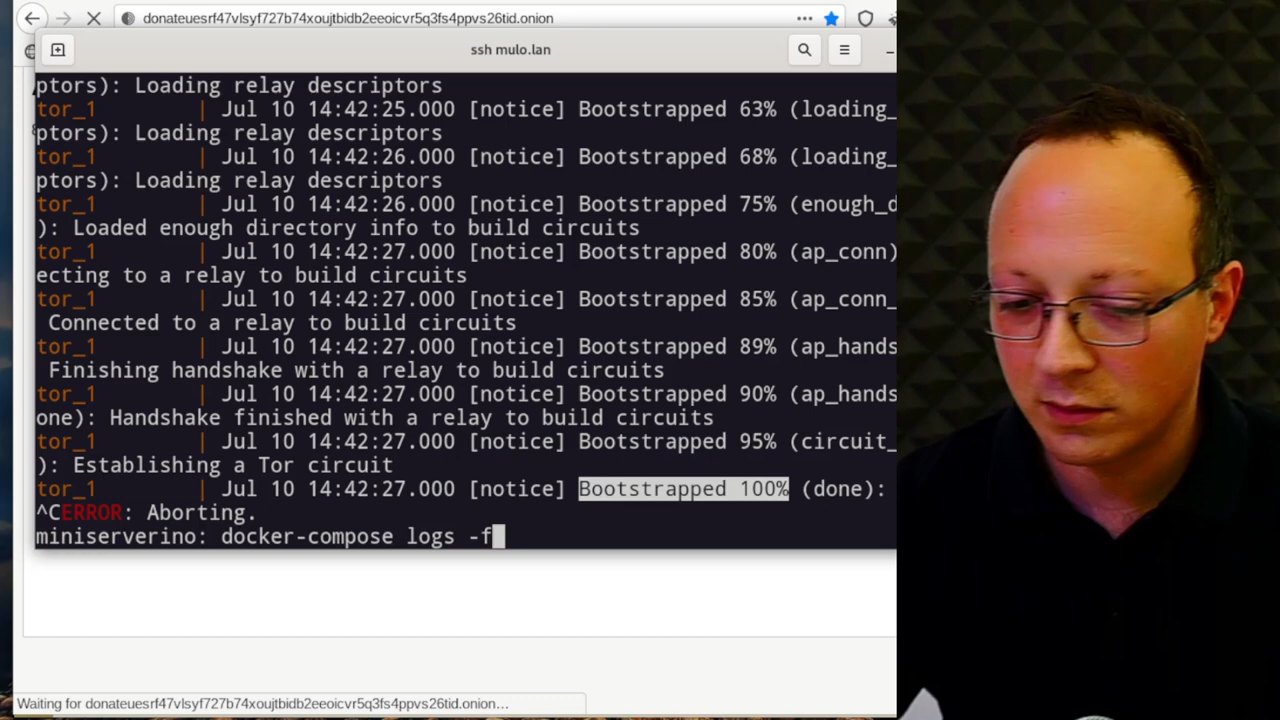 donateuesrf47vlsyf727b74xoujtbidb2eeoicvr5q3fs4ppvs26tid.onion
ssh mulo.lan
ptors): Loading relay descriptors
tor_1 | Jul 10 14:42:25.000 [notice] Bootstrapped 63% (loading_
ptors): Loading relay descriptors
tor_1 | Jul 10 14:42:26.000 [notice] Bootstrapped 68% (loading_
ptors): Loading relay descriptors
tor_1 | Jul 10 14:42:26.000 [notice] Bootstrapped 75% (enough_d
): Loaded enough directory info to build circuits
tor_1 | Jul 10 14:42:27.000 [notice] Bootstrapped 80% (ap_conn)
ecting to a relay to build circuits
tor_1 | Jul 10 14:42:27.000 [notice] Bootstrapped 85% (ap_conn_
Connected to a relay to build circuits
tor_1 | Jul 10 14:42:27.000 [notice] Bootstrapped 89% (ap_hands
Finishing handshake with a relay to build circuits
tor_1 | Jul 10 14:42:27.000 [notice] Bootstrapped 90% (ap_hands
one): Handshake finished with a relay to build circuits
tor_1 | Jul 10 14:42:27.000 [notice] Bootstrapped 95% (circuit_
): Establishing a Tor circuit
tor_1 | Jul 10 14:42:27.000 [notice] Bootstrapped 100% (done):
^CERROR: Aborting.
miniserverino: docker-compose logs -f
Waiting for donateuesrf47vlsyf727b74xoujtbidb2eeoicvr5q3fs4ppvs26tid.onion…